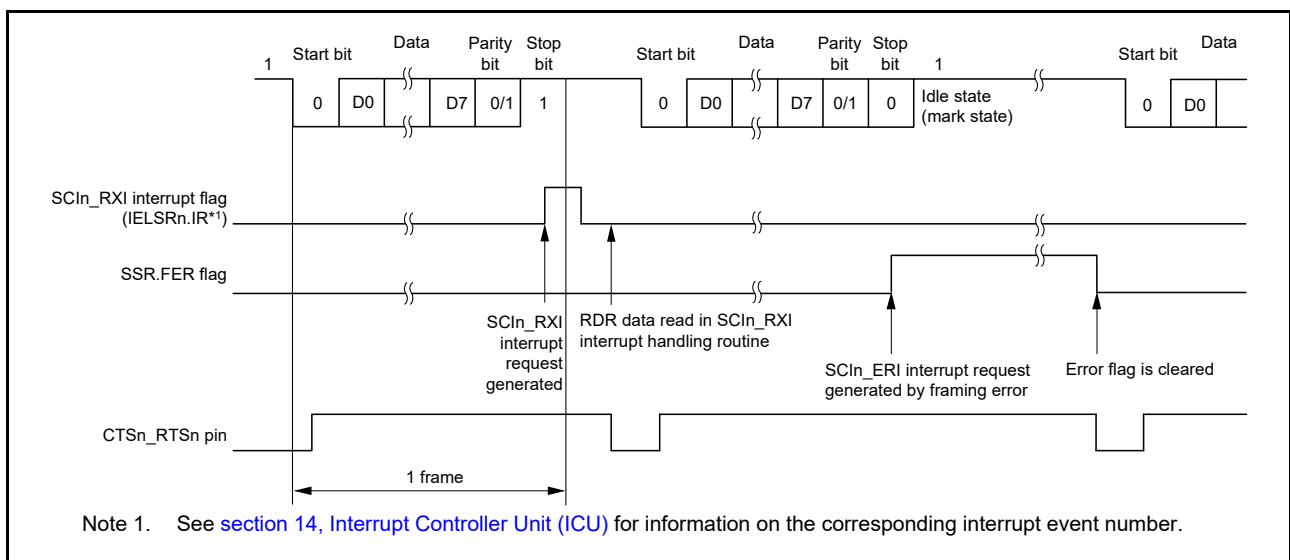 1
Start bit
Data
Parity bit
Stop bit
Start bit
Data
Parity bit
Stop bit
1
Start bit
Data
0
D0
D7
0/1
1
0
D0
D7
0/1
0
Idle state
(mark state)
0
D0
SCIn_RXI interrupt flag
(IELSRn.IR*1)
SSR.FER flag
SCIn_RXI
interrupt
request
generated
RDR data read in SCIn_RXI
interrupt handling routine
SCIn_ERI interrupt request
generated by framing error
Error flag is cleared
CTSn_RTSn pin
1 frame
Note 1. See section 14, Interrupt Controller Unit (ICU) for information on the corresponding interrupt event number.